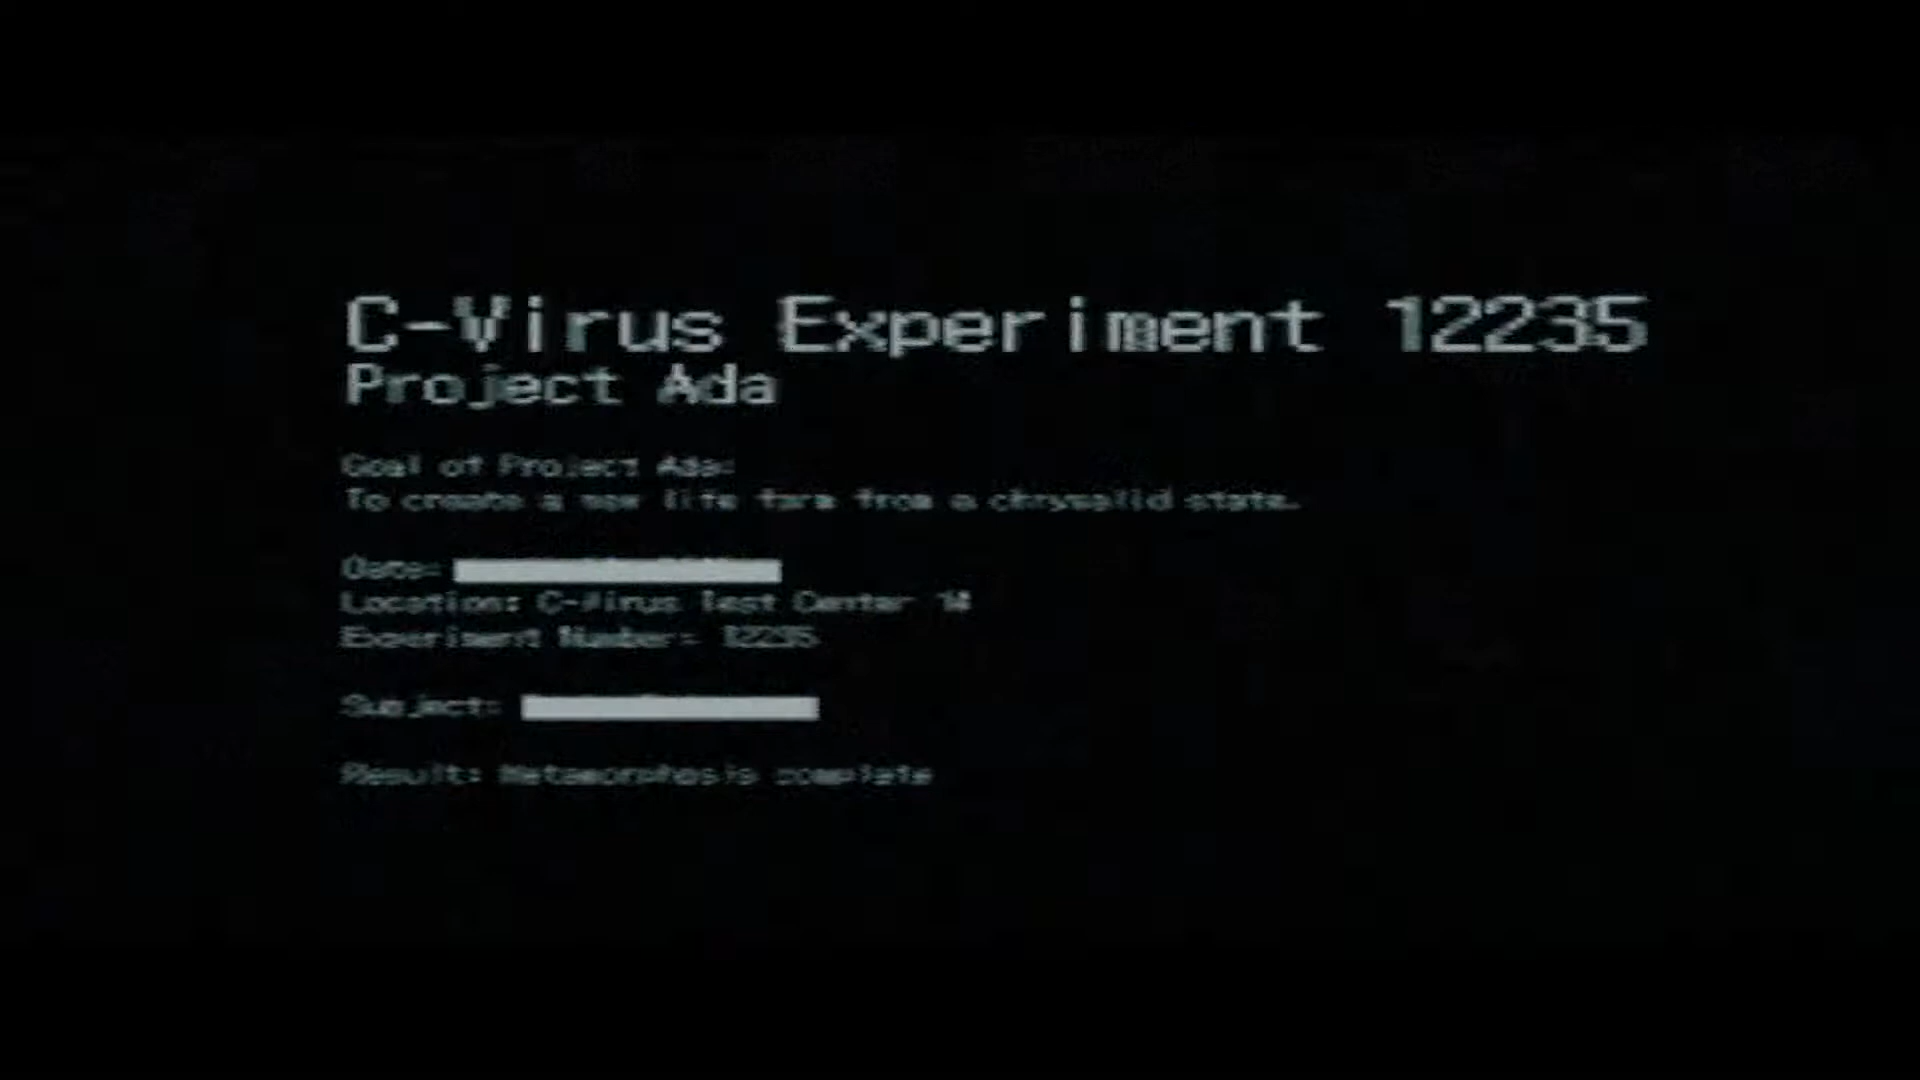 C-Virus Experiment 12235
Project Ada
Goal of Project Ada:
To create a new life form from a chrysalid state.
Date:
Location: C-Virus Test Center 14
Experiment Number: 12235
Subject:
Result: Metamorphosis complete